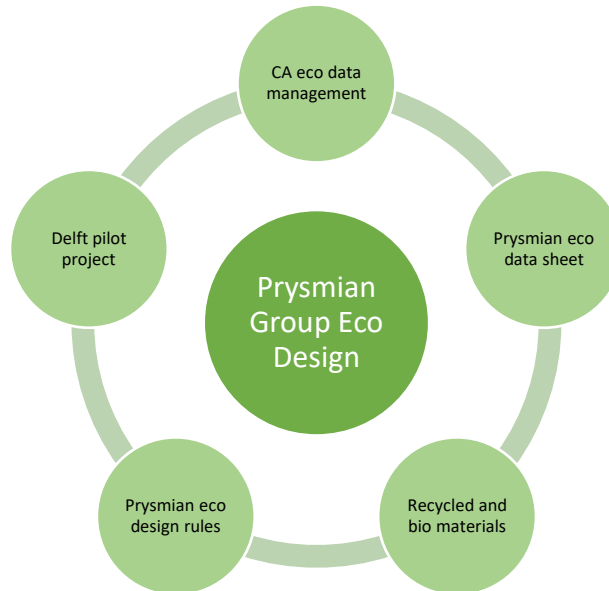 CA eco data
management
Delft pilot
project
Prysmian eco
data sheet
Prysmian
Group Eco
Design
Prysmian eco
design rules
Recycled and
bio materials